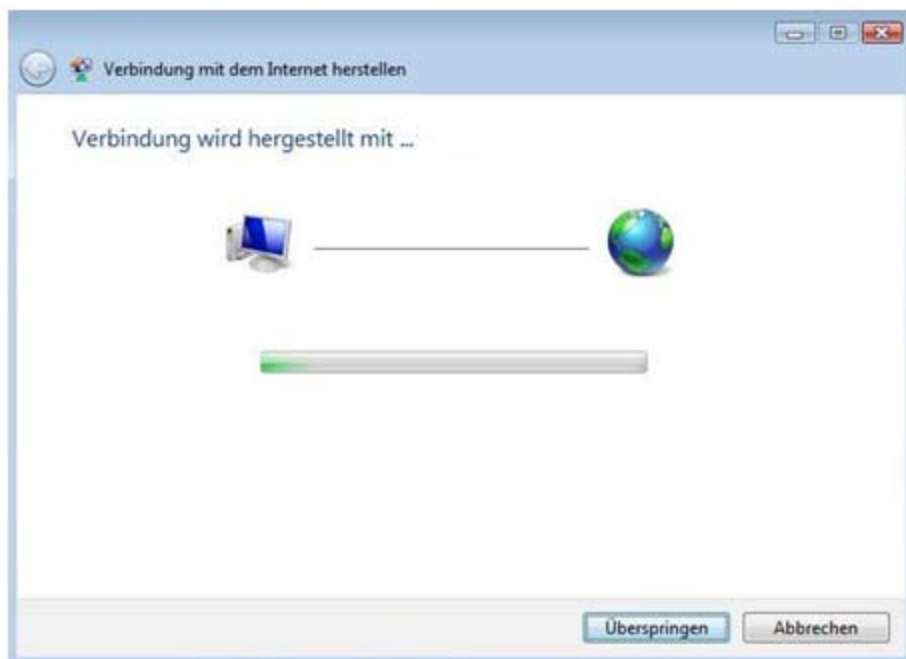 Verbindung mit dem Internet herstellen
Verbindung wird hergestellt mit ...
Überspringen
Abbrechen